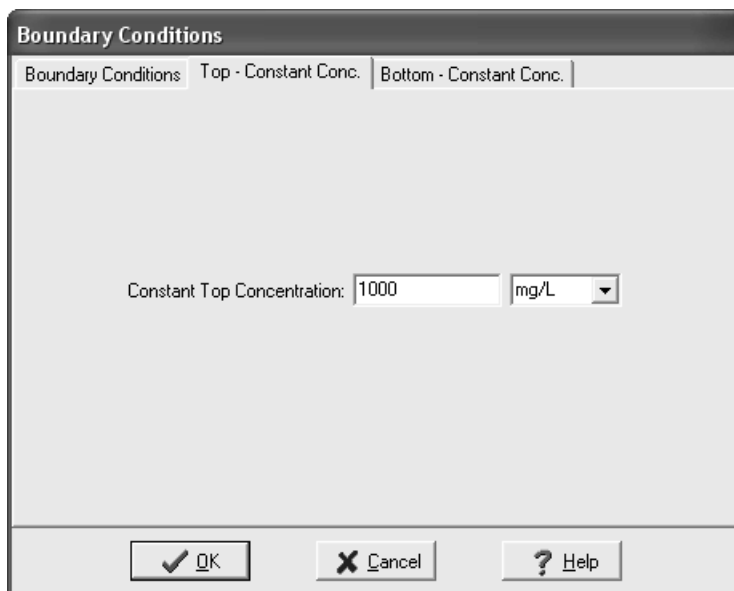 Boundary Conditions
Boundary Conditions Top - Constant Conc. Bottom - Constant Conc.
Constant Top Concentration: 1000 mg/L
OK Cancel Help